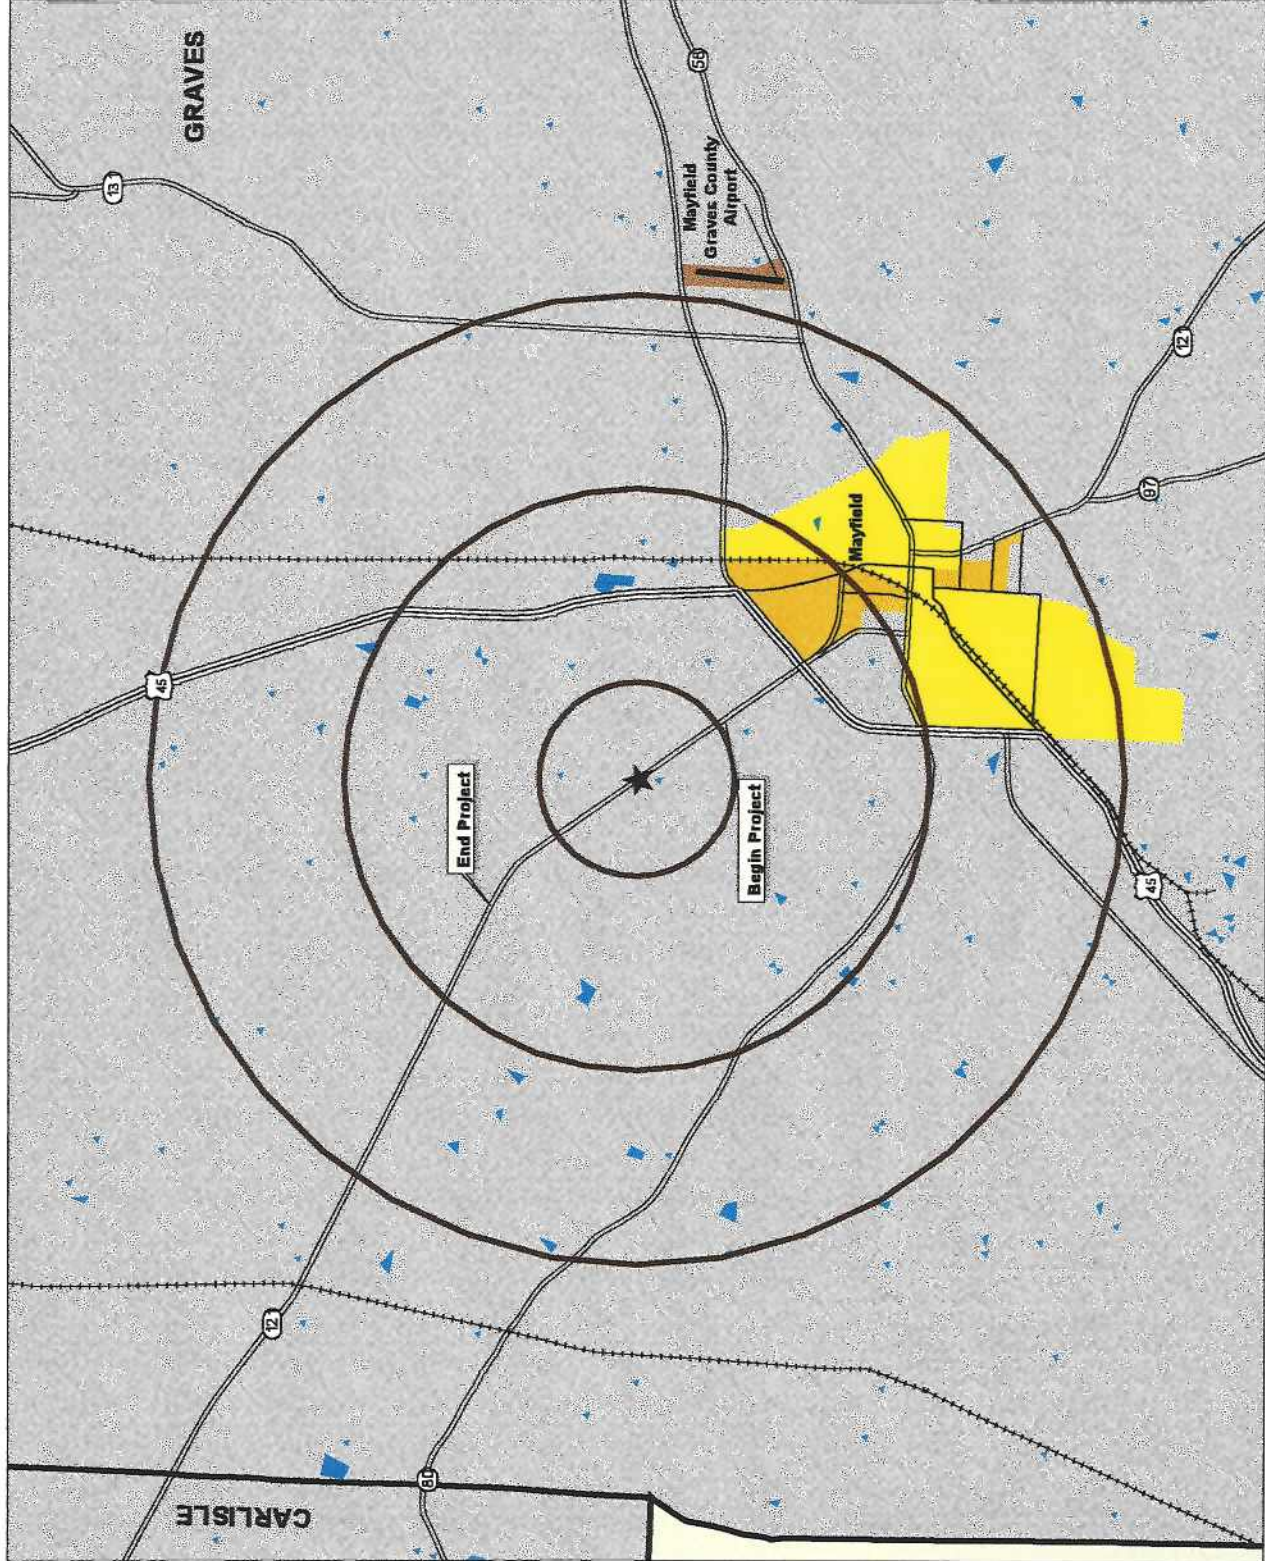 GRAVES
58
13
Mayfield
Graves County
Airport
12
97
Mayfield
45
End Project
Begin Project
45
12
80
CARLISLE